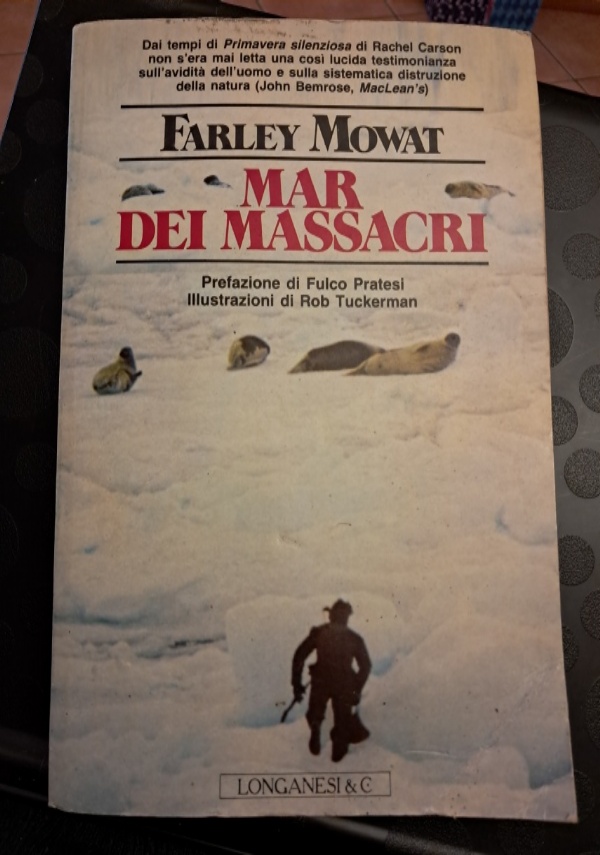 Dai tempi di Primavera silenziosa di Rachel Carson
non s'era mai letta una così lucida testimonianza
sull'avidità dell'uomo e sulla sistematica distruzione
della natura (John Bemrose, MacLean's)
FARLEY MOWAT
MAR
DEI MASSACRI
Prefazione di Fulco Pratesi
Illustrazioni di Rob Tuckerman
LONGANESI & C.